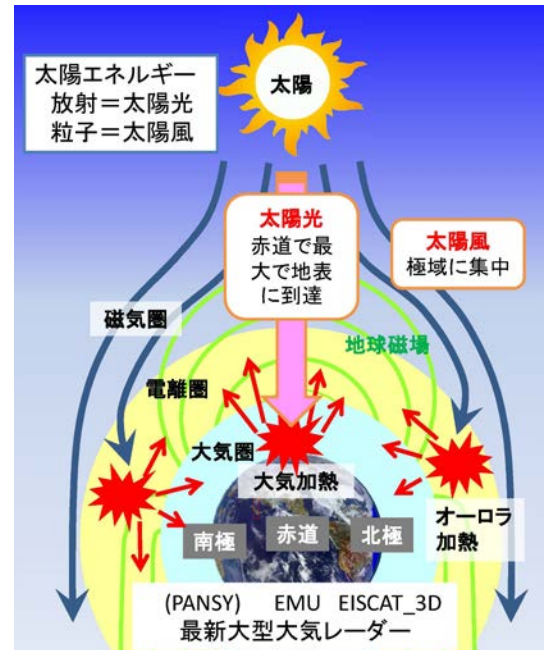 太陽エネルギー
放射＝太陽光
粒子＝太陽風
太陽
太陽光
赤道で最
大で地表
に到達
太陽風
極域に集中
磁気圏
地球磁場
電離圏
大気圏
大気加熱
オーロラ
加熱
南極
赤道
北極
(PANSY) EMU EISCAT_3D
最新大型大気レーダー